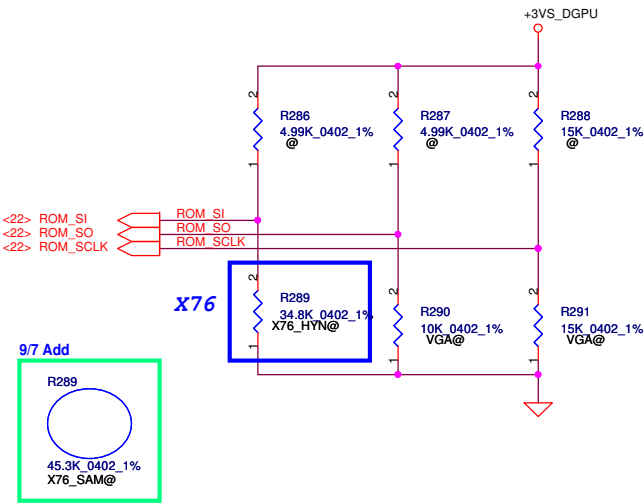 +3VS_DGPU
2
2
2
R286
4.99K_0402_1%
@
R287
4.99K_0402_1%
@
R288
15K_0402_1%
@
1
1
1
<22> ROM_SI
ROM_SI
<22> ROM_SO
ROM_SO
<22> ROM_SCLK
ROM_SCLK
X76
2
2
2
R289
34.8K_0402_1%
X76_HYN@
R290
10K_0402_1%
VGA@
R291
15K_0402_1%
VGA@
1
1
1
9/7 Add
R289
45.3K_0402_1%
X76_SAM@